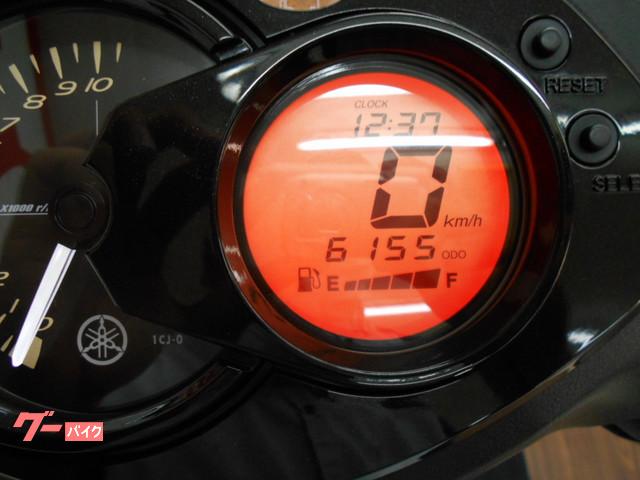 7
8
9
10
X1000 r/
2
1
0
1CJ-0
CLOCK
12:37
0 km/h
6155 ODO
E F
RESET
SELE
グーバイク